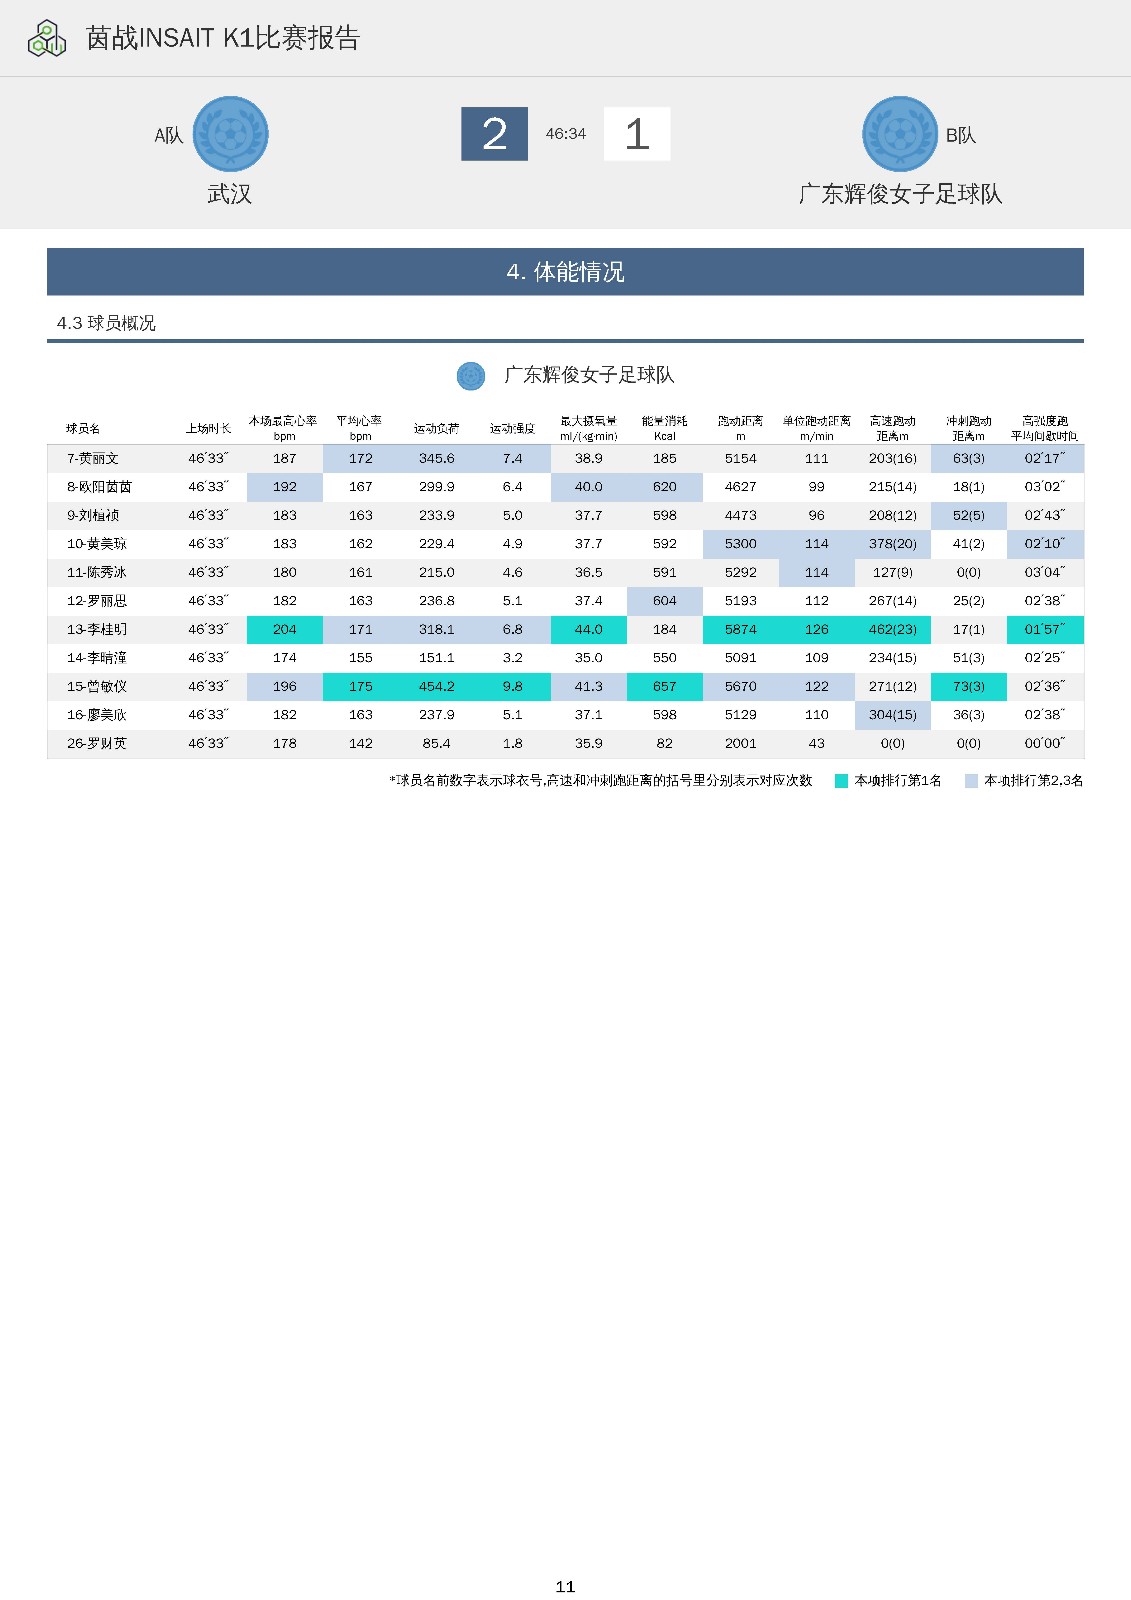 茵战INSAIT K1比赛报告
A队 2 46:34 1 B队
武汉 广东辉俊女子足球队
4. 体能情况
4.3 球员概况
广东辉俊女子足球队
球员名 上场时长 本场最高心率 bpm 平均心率 bpm 运动负荷 运动强度 最大摄氧量 ml/(kg·min) 能量消耗 Kcal 跑动距离 m 单位跑动距离 m/min 高速跑动 距离m 冲刺跑动 距离m 高强度跑 平均间歇时间
7-黄丽文 46′33″ 187 172 345.6 7.4 38.9 185 5154 111 203(16) 63(3) 02′17″
8-欧阳茵茵 46′33″ 192 167 299.9 6.4 40.0 620 4627 99 215(14) 18(1) 03′02″
9-刘植祯 46′33″ 183 163 233.9 5.0 37.7 598 4473 96 208(12) 52(5) 02′43″
10-黄美琼 46′33″ 183 162 229.4 4.9 37.7 592 5300 114 378(20) 41(2) 02′10″
11-陈秀冰 46′33″ 180 161 215.0 4.6 36.5 591 5292 114 127(9) 0(0) 03′04″
12-罗丽思 46′33″ 182 163 236.8 5.1 37.4 604 5193 112 267(14) 25(2) 02′38″
13-李桂明 46′33″ 204 171 318.1 6.8 44.0 184 5874 126 462(23) 17(1) 01′57″
14-李晴潼 46′33″ 174 155 151.1 3.2 35.0 550 5091 109 234(15) 51(3) 02′25″
15-曾敏仪 46′33″ 196 175 454.2 9.8 41.3 657 5670 122 271(12) 73(3) 02′36″
16-廖美欣 46′33″ 182 163 237.9 5.1 37.1 598 5129 110 304(15) 36(3) 02′38″
26-罗财英 46′33″ 178 142 85.4 1.8 35.9 82 2001 43 0(0) 0(0) 00′00″
*球员名前数字表示球衣号,高速和冲刺跑距离的括号里分别表示对应次数 本项排行第1名 本项排行第2,3名
11